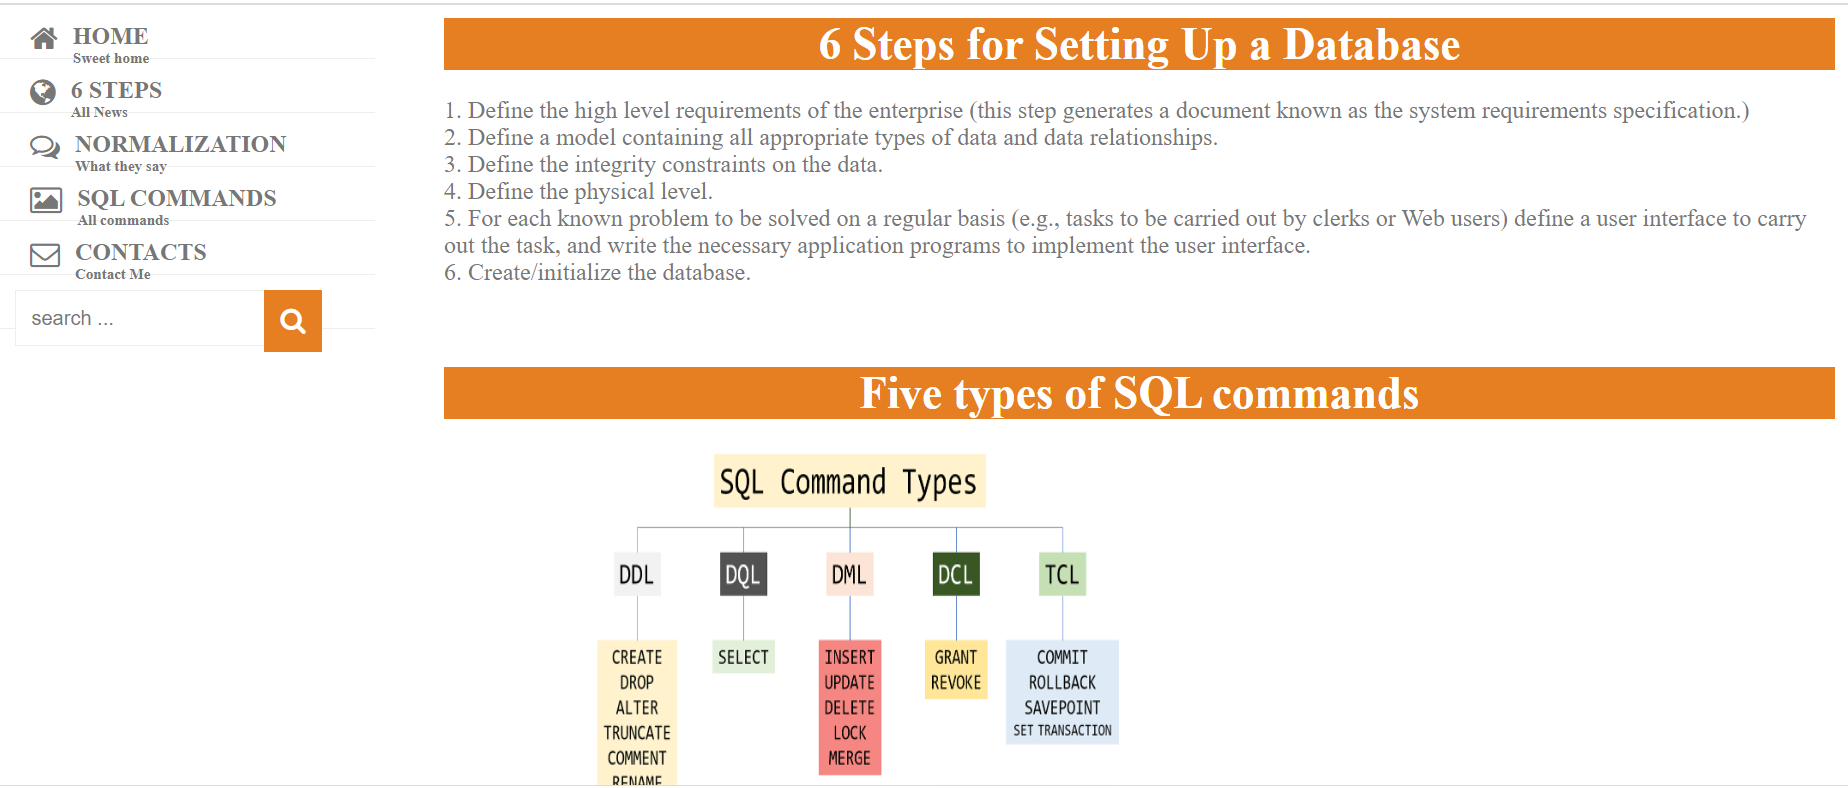 HOME
Sweet home
6 STEPS
All News
NORMALIZATION
What they say
SQL COMMANDS
All commands
CONTACTS
Contact Me
search ...
6 Steps for Setting Up a Database
1. Define the high level requirements of the enterprise (this step generates a document known as the system requirements specification.)
2. Define a model containing all appropriate types of data and data relationships.
3. Define the integrity constraints on the data.
4. Define the physical level.
5. For each known problem to be solved on a regular basis (e.g., tasks to be carried out by clerks or Web users) define a user interface to carry
out the task, and write the necessary application programs to implement the user interface.
6. Create/initialize the database.
Five types of SQL commands
SQL Command Types
DDL
DQL
DML
DCL
TCL
CREATE
DROP
ALTER
TRUNCATE
COMMENT
RENAME
SELECT
INSERT
UPDATE
DELETE
LOCK
MERGE
GRANT
REVOKE
COMMIT
ROLLBACK
SAVEPOINT
SET TRANSACTION